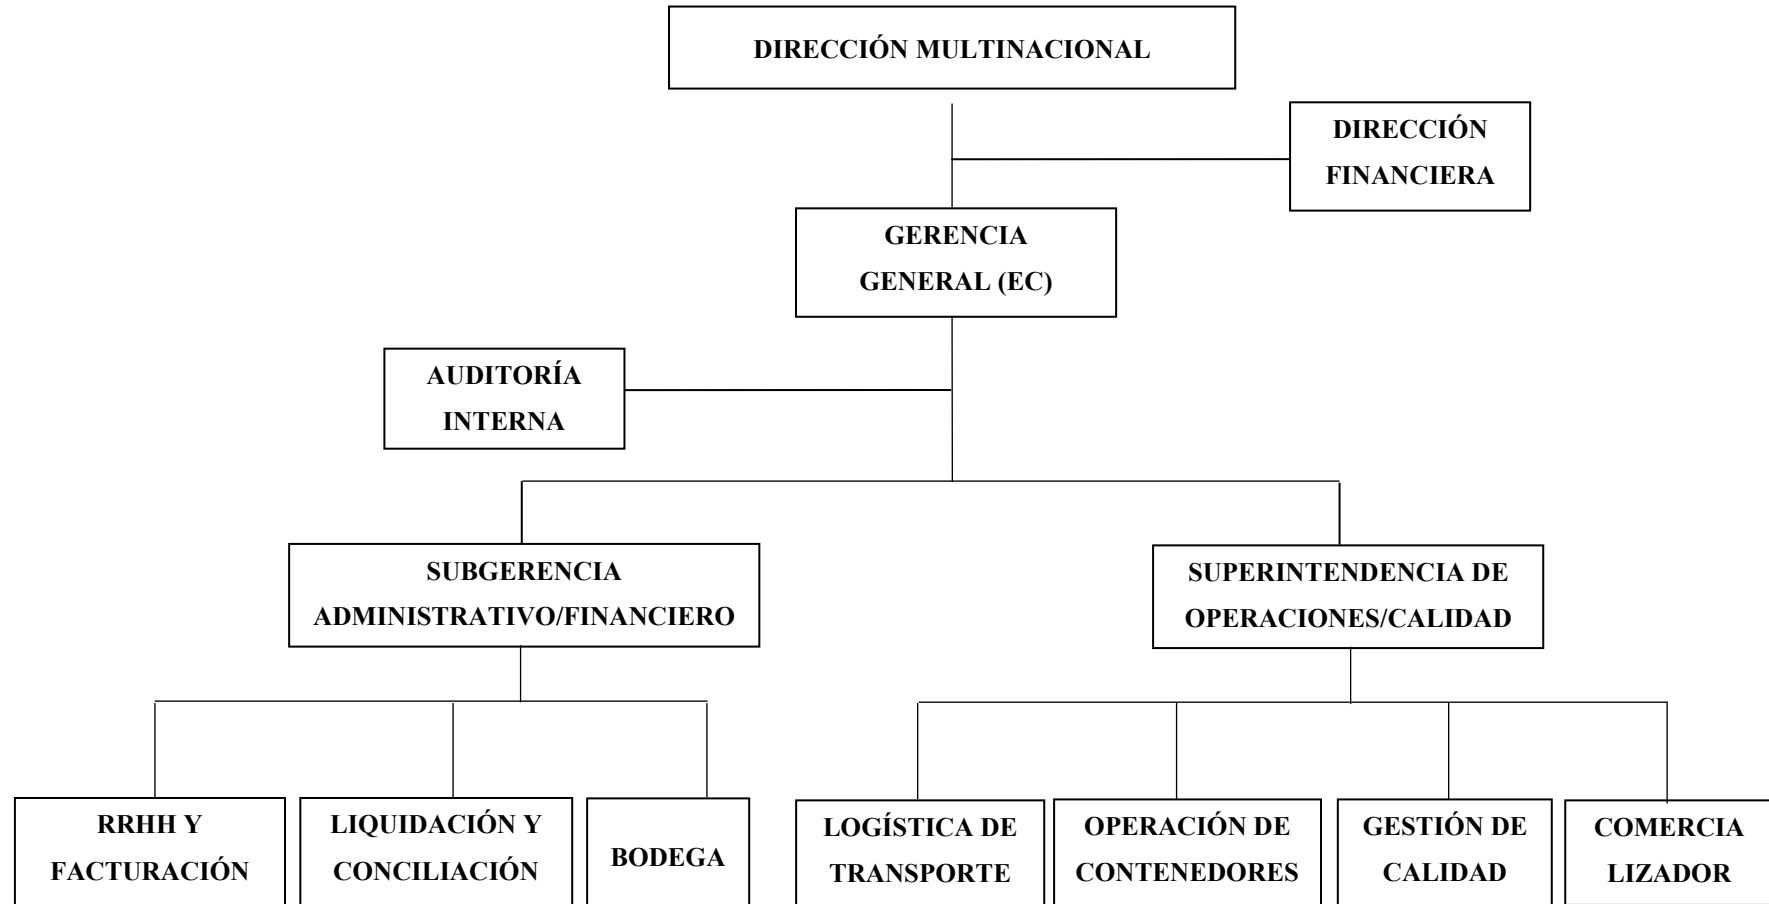 DIRECCIÓN MULTINACIONAL
DIRECCIÓN
FINANCIERA
GERENCIA
GENERAL (EC)
AUDITORÍA
INTERNA
SUBGERENCIA
ADMINISTRATIVO/FINANCIERO
SUPERINTENDENCIA DE
OPERACIONES/CALIDAD
RRHH Y
FACTURACIÓN
LIQUIDACIÓN Y
CONCILIACIÓN
BODEGA
LOGÍSTICA DE
TRANSPORTE
OPERACIÓN DE
CONTENEDORES
GESTIÓN DE
CALIDAD
COMERCIA
LIZADOR